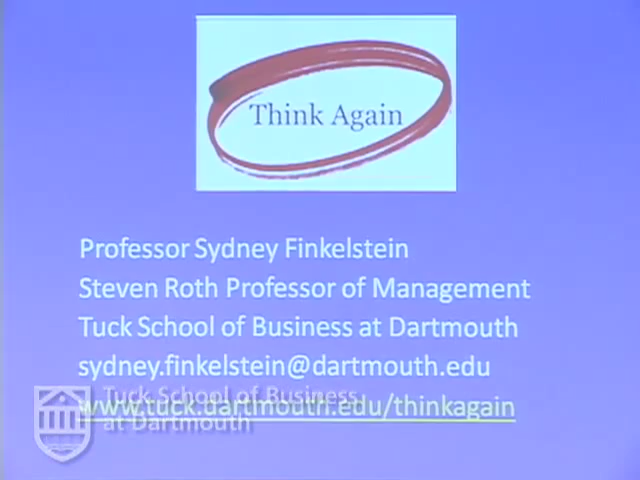 Think Again
Professor Sydney Finkelstein
Steven Roth Professor of Management
Tuck School of Business at Dartmouth
sydney.finkelstein@dartmouth.edu
www.tuck.dartmouth.edu/thinkagain
Tuck School of Business
at Dartmouth